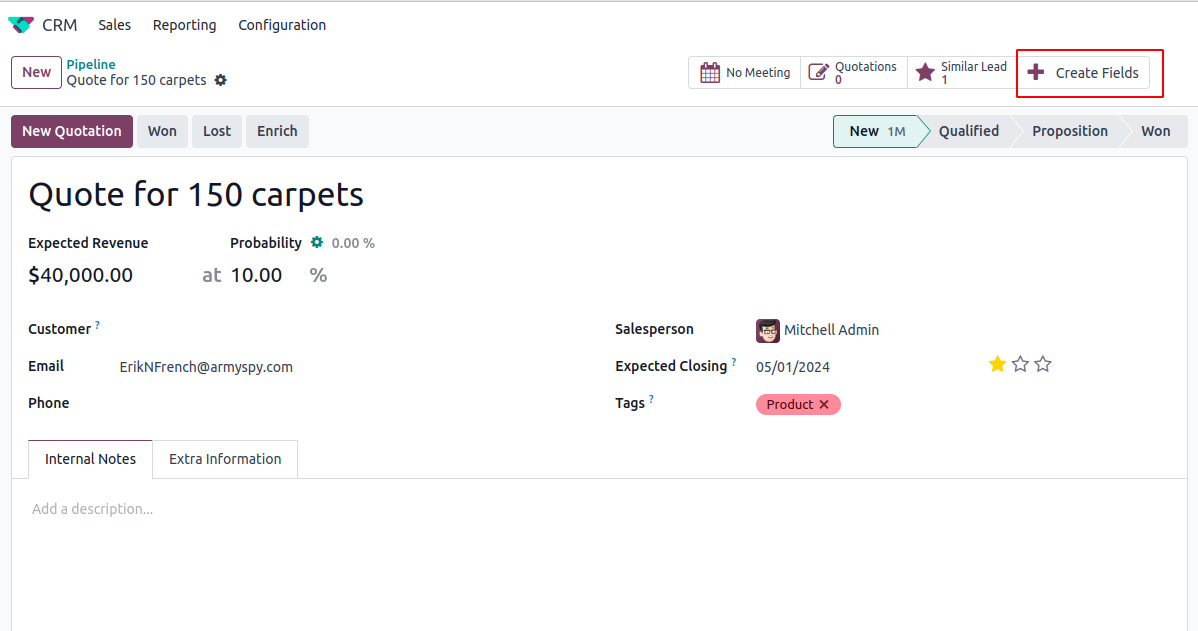 CRM Sales Reporting Configuration
New
Pipeline
Quote for 150 carpets
No Meeting
Quotations
0
Similar Lead
1
Create Fields
New Quotation Won Lost Enrich
New 1M Qualified Proposition Won
Quote for 150 carpets
Expected Revenue Probability 0.00 %
$40,000.00 at 10.00 %
Customer ?
Salesperson Mitchell Admin
Email ErikNFrench@armyspy.com
Expected Closing ? 05/01/2024
Phone
Tags ? Product ✕
Internal Notes Extra Information
Add a description...